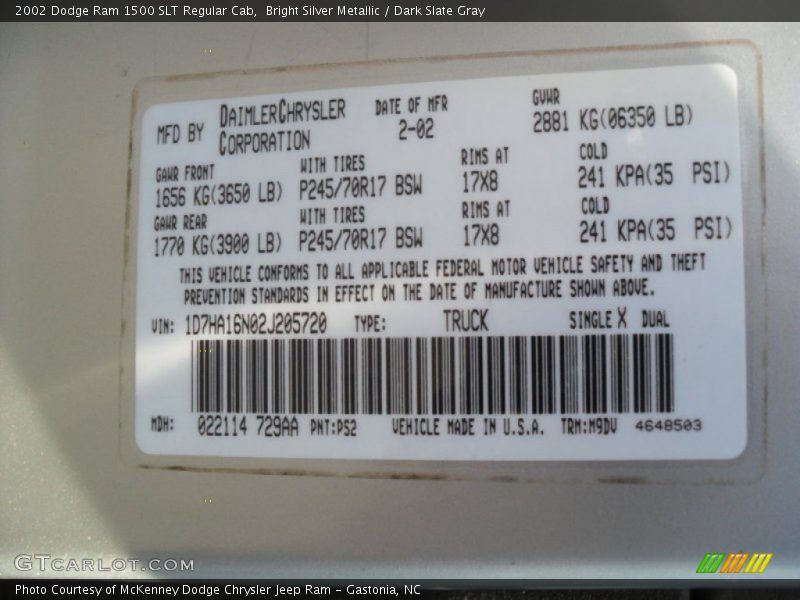 2002 Dodge Ram 1500 SLT Regular Cab,  Bright Silver Metallic / Dark Slate Gray
MFD BY DAIMLERCHRYSLER CORPORATION DATE OF MFR 2-02 GVWR 2881 KG(06350 LB)
GAWR FRONT WITH TIRES RIMS AT COLD
1656 KG(3650 LB) P245/70R17 BSW 17X8 241 KPA(35 PSI)
GAWR REAR WITH TIRES RIMS AT COLD
1770 KG(3900 LB) P245/70R17 BSW 17X8 241 KPA(35 PSI)
THIS VEHICLE CONFORMS TO ALL APPLICABLE FEDERAL MOTOR VEHICLE SAFETY AND THEFT
PREVENTION STANDARDS IN EFFECT ON THE DATE OF MANUFACTURE SHOWN ABOVE.
VIN: 1D7HA16N02J205720 TYPE: TRUCK SINGLE X DUAL
MDH: 022114 729AA PNT:PS2 VEHICLE MADE IN U.S.A. TRM:M9DV 4648503
GTCARLOT.COM
Photo Courtesy of McKenney Dodge Chrysler Jeep Ram - Gastonia, NC